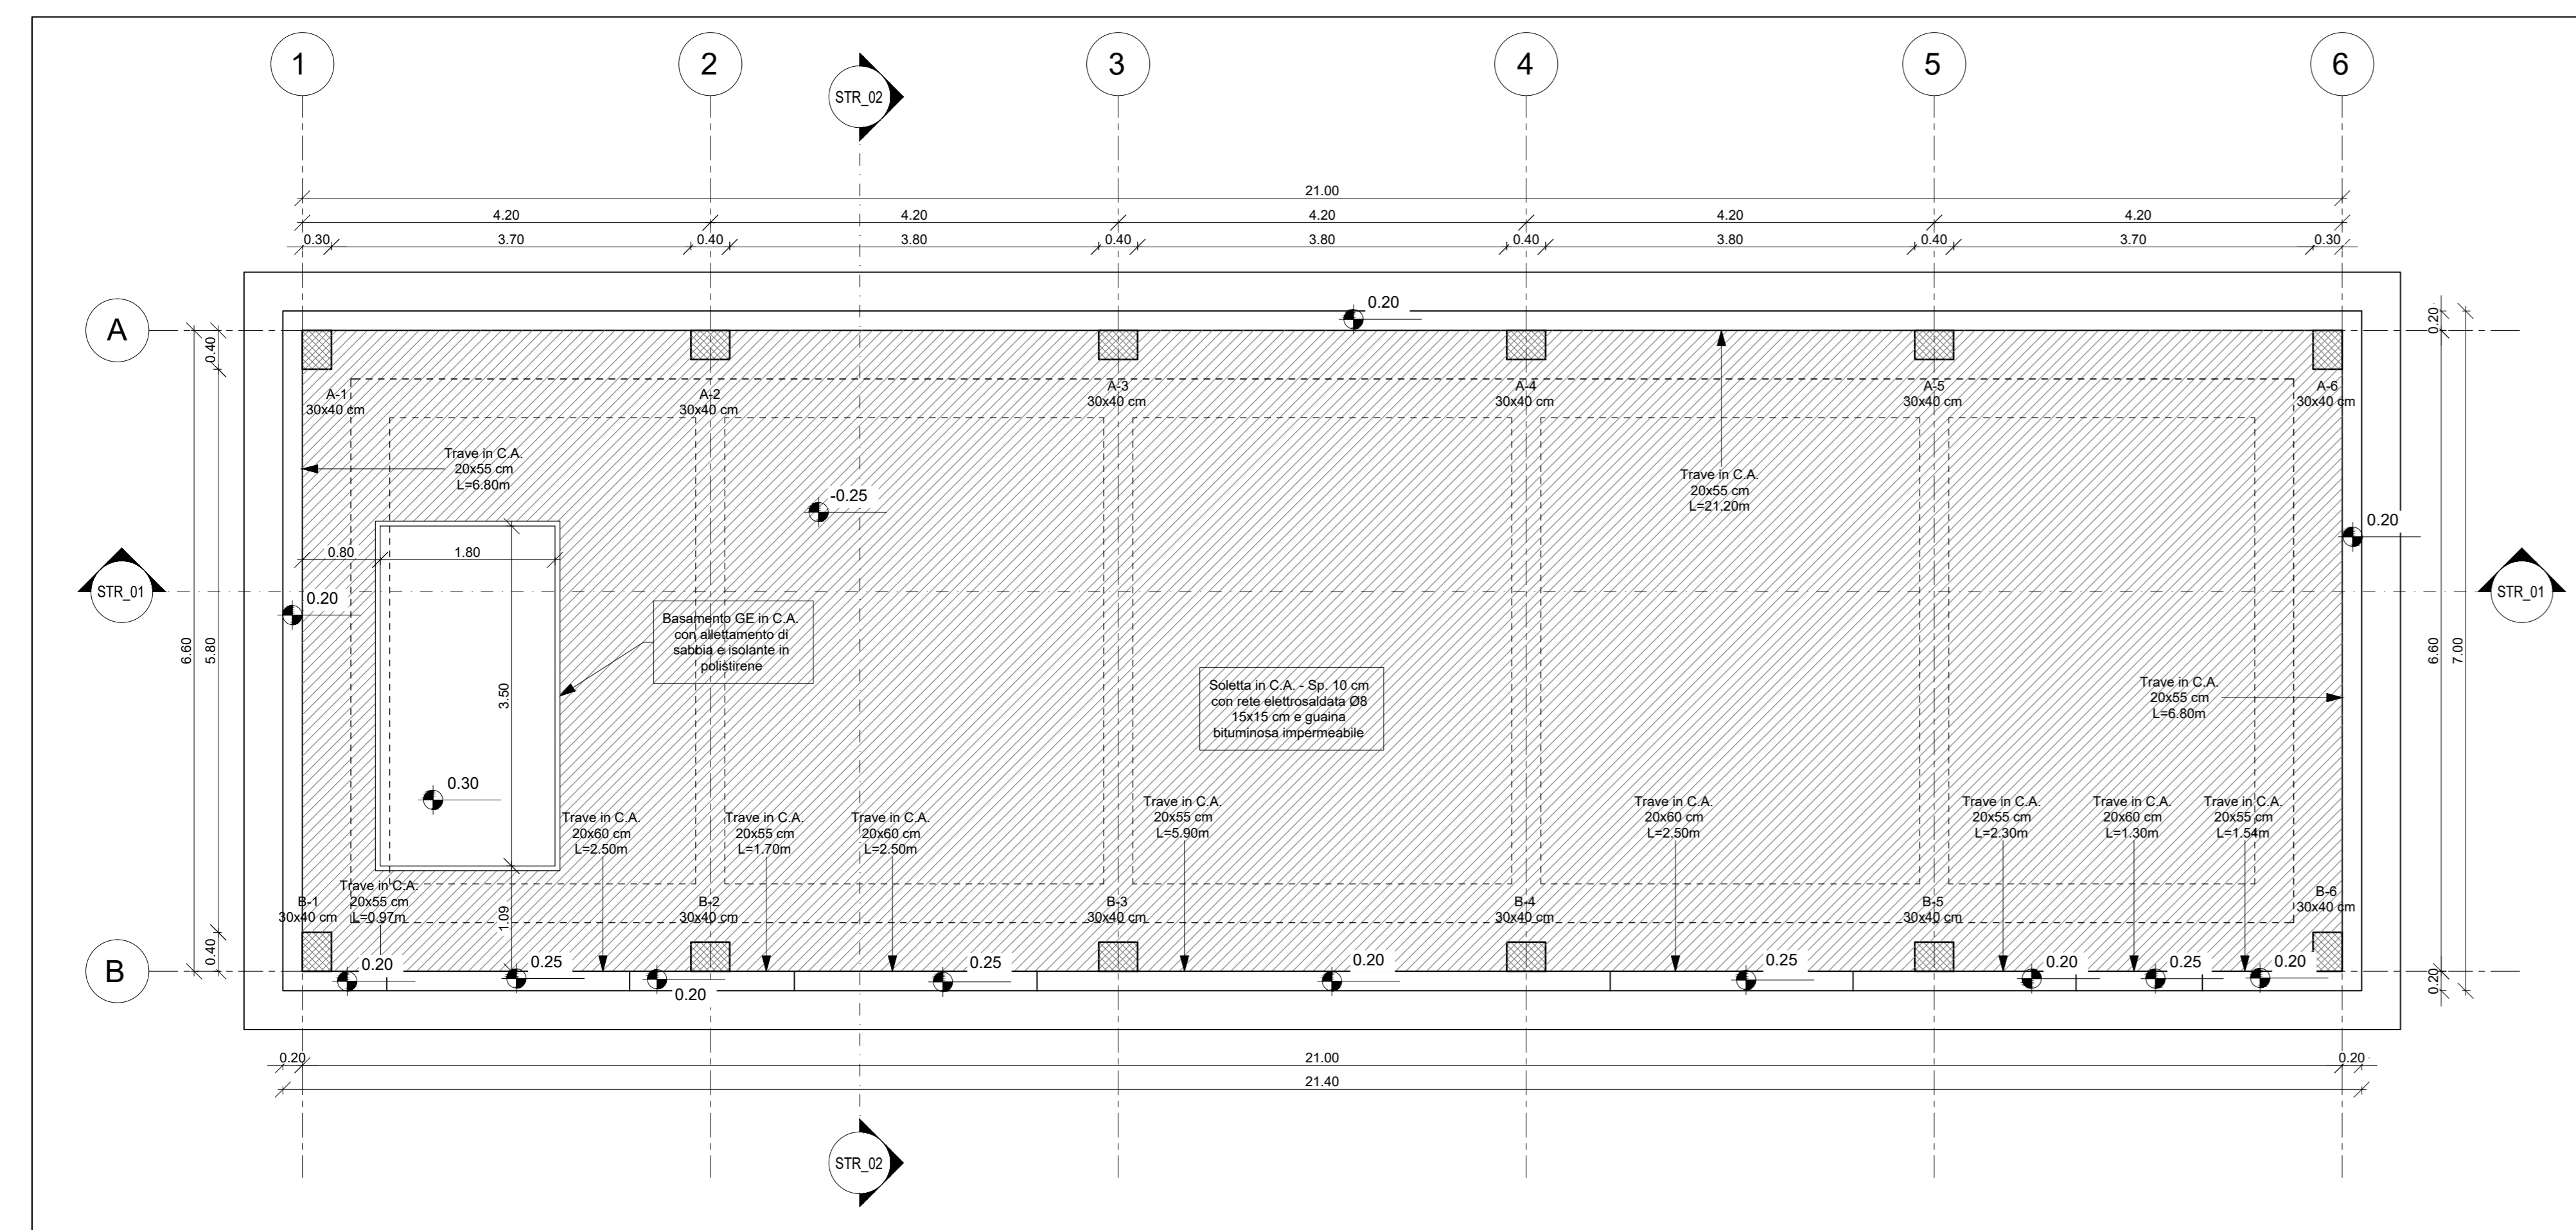 1
2
3
4
5
6
STR_02
21.00
4.20
4.20
4.20
4.20
4.20
0.30
3.70
0.40
3.80
0.40
3.80
0.40
3.80
0.40
3.70
0.30
0.20
A
0.40
0.20
A-1
30x40 cm
A-2
30x40 cm
A-3
30x40 cm
A-4
30x40 cm
A-5
30x40 cm
A-6
30x40 cm
Trave in C.A.
20x55 cm
L=6.80m
-0.25
Trave in C.A.
20x55 cm
L=21.20m
0.20
0.80
1.80
STR_01
0.20
STR_01
6.60
5.80
3.50
Basamento GE in C.A.
con allettamento di
sabbia e isolante in
polistirene
Soletta in C.A. - Sp. 10 cm
con rete elettrosaldata Ø8
15x15 cm e guaina
bituminosa impermeabile
Trave in C.A.
20x55 cm
L=6.80m
6.60
7.00
0.30
Trave in C.A.
20x60 cm
L=2.50m
Trave in C.A.
20x55 cm
L=1.70m
Trave in C.A.
20x60 cm
L=2.50m
Trave in C.A.
20x55 cm
L=5.90m
Trave in C.A.
20x60 cm
L=2.50m
Trave in C.A.
20x55 cm
L=2.30m
Trave in C.A.
20x60 cm
L=1.30m
Trave in C.A.
20x55 cm
L=1.54m
Trave in C.A.
20x55 cm
L=0.97m
B-1
30x40 cm
1.09
B-2
30x40 cm
B-3
30x40 cm
B-4
30x40 cm
B-5
30x40 cm
B-6
30x40 cm
0.40
B
0.20
0.25
0.20
0.25
0.20
0.25
0.20
0.25
0.20
0.20
0.20
21.00
0.20
21.40
STR_02